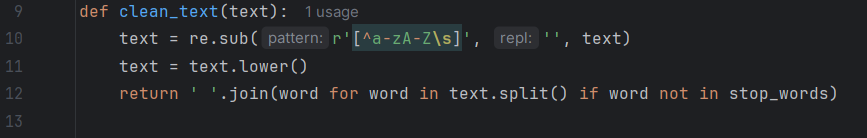 9 def clean_text(text): 1 usage
10 text = re.sub( pattern: r'[^a-zA-Z\s]', repl: '', text)
11 text = text.lower()
12 return ' '.join(word for word in text.split() if word not in stop_words)
13